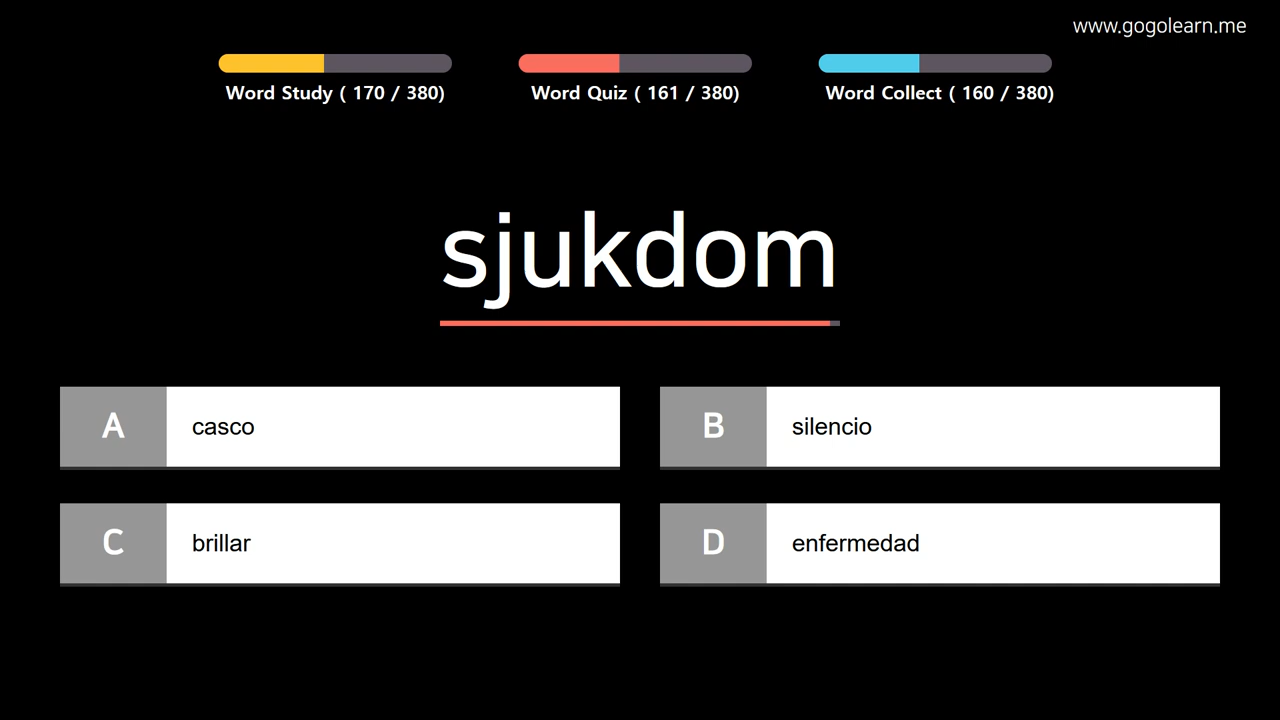 www.gogolearn.me
Word Study ( 170 / 380)
Word Quiz ( 161 / 380)
Word Collect ( 160 / 380)
sjukdom
A casco
B silencio
C brillar
D enfermedad